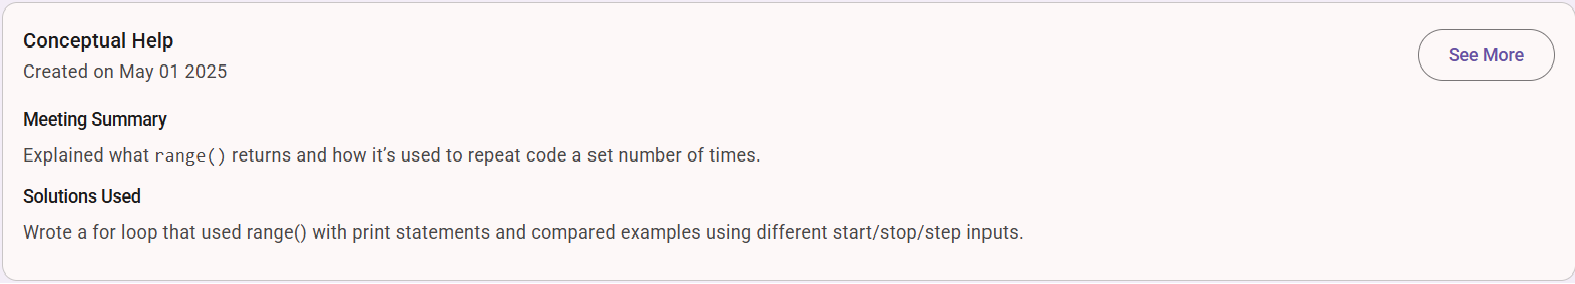 Conceptual Help
See More
Created on May 01 2025
Meeting Summary
Explained what range() returns and how it’s used to repeat code a set number of times.
Solutions Used
Wrote a for loop that used range() with print statements and compared examples using different start/stop/step inputs.